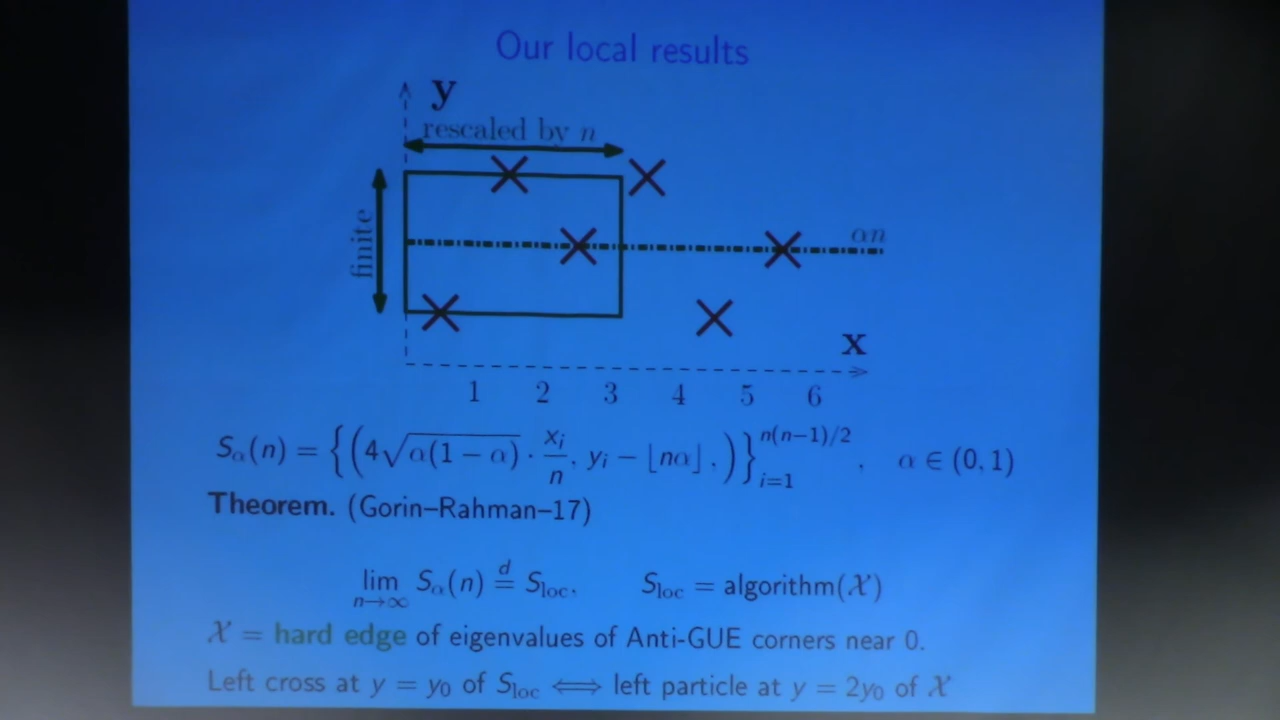 Our local results
y
rescaled by n
finite
αn
x
1 2 3 4 5 6
S_α(n) = {(4√α(1 − α) · x_i/n, y_i − ⌊nα⌋, )}_{i=1}^{n(n−1)/2}, α ∈ (0, 1)
Theorem. (Gorin–Rahman–17)
lim_{n→∞} S_α(n) =^d S_loc, S_loc = algorithm(𝒳)
𝒳 = hard edge of eigenvalues of Anti-GUE corners near 0.
Left cross at y = y₀ of S_loc ⟺ left particle at y = 2y₀ of 𝒳